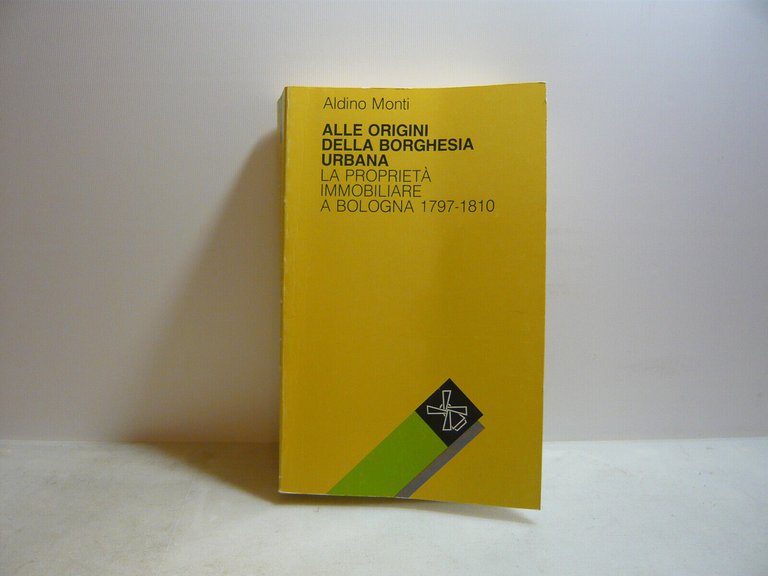 Aldino Monti
ALLE ORIGINI
DELLA BORGHESIA
URBANA
LA PROPRIETÀ
IMMOBILIARE
A BOLOGNA 1797-1810